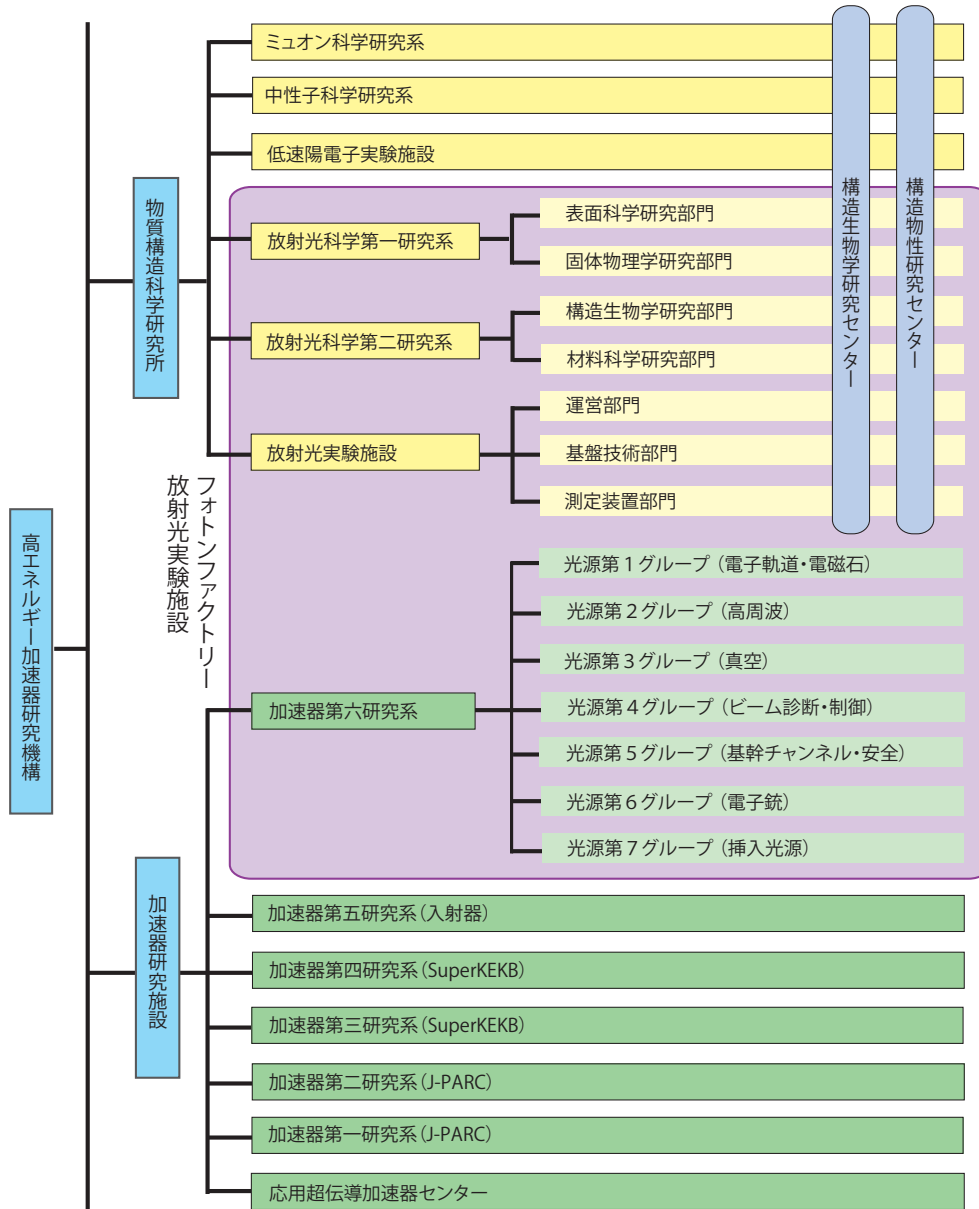 高エネルギー加速器研究機構
物質構造科学研究所
ミュオン科学研究系
中性子科学研究系
低速陽電子実験施設
放射光科学第一研究系
表面科学研究部門
固体物理学研究部門
放射光科学第二研究系
構造生物学研究部門
材料科学研究部門
放射光実験施設
運営部門
基盤技術部門
測定装置部門
構造生物学研究センター
構造物性研究センター
フォトンファクトリー
放射光実験施設
加速器研究施設
加速器第六研究系
光源第1グループ(電子軌道・電磁石)
光源第2グループ(高周波)
光源第3グループ(真空)
光源第4グループ(ビーム診断・制御)
光源第5グループ(基幹チャンネル・安全)
光源第6グループ(電子銃)
光源第7グループ(挿入光源)
加速器第五研究系(入射器)
加速器第四研究系(SuperKEKB)
加速器第三研究系(SuperKEKB)
加速器第二研究系(J-PARC)
加速器第一研究系(J-PARC)
応用超伝導加速器センター